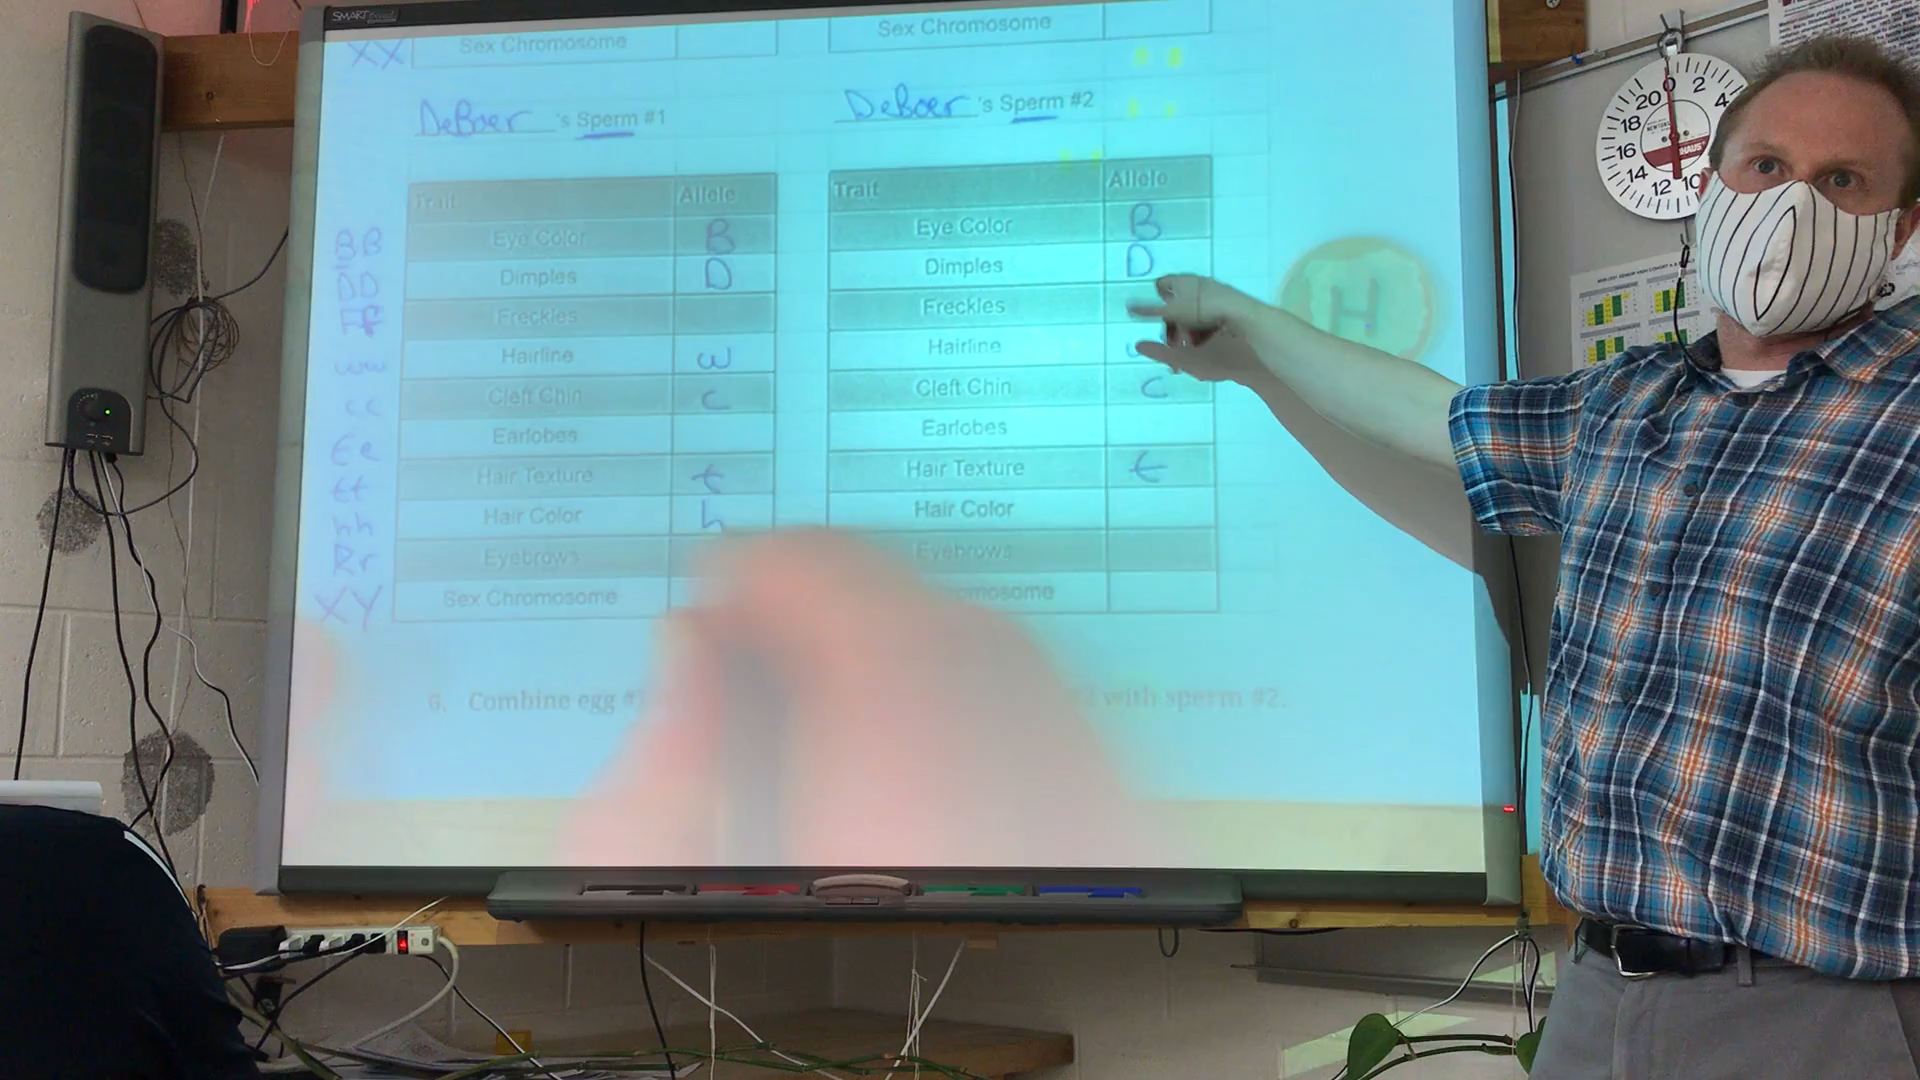 SMART Board
XX Sex Chromosome
Sex Chromosome
DeBoer 's Sperm #1
DeBoer 's Sperm #2
Trait Allele
BB Eye Color B
DD Dimples D
Ff Freckles
ww Hairline w
cc Cleft Chin c
Ee Earlobes
tt Hair Texture t
hh Hair Color h
Rr Eyebrows
XY Sex Chromosome
Trait Allele
Eye Color B
Dimples D
Freckles
Hairline
Cleft Chin c
Earlobes
Hair Texture t
Hair Color
Eyebrows
6. Combine egg
with sperm #2.
H
0 2 4
20
18
16
14
12
10